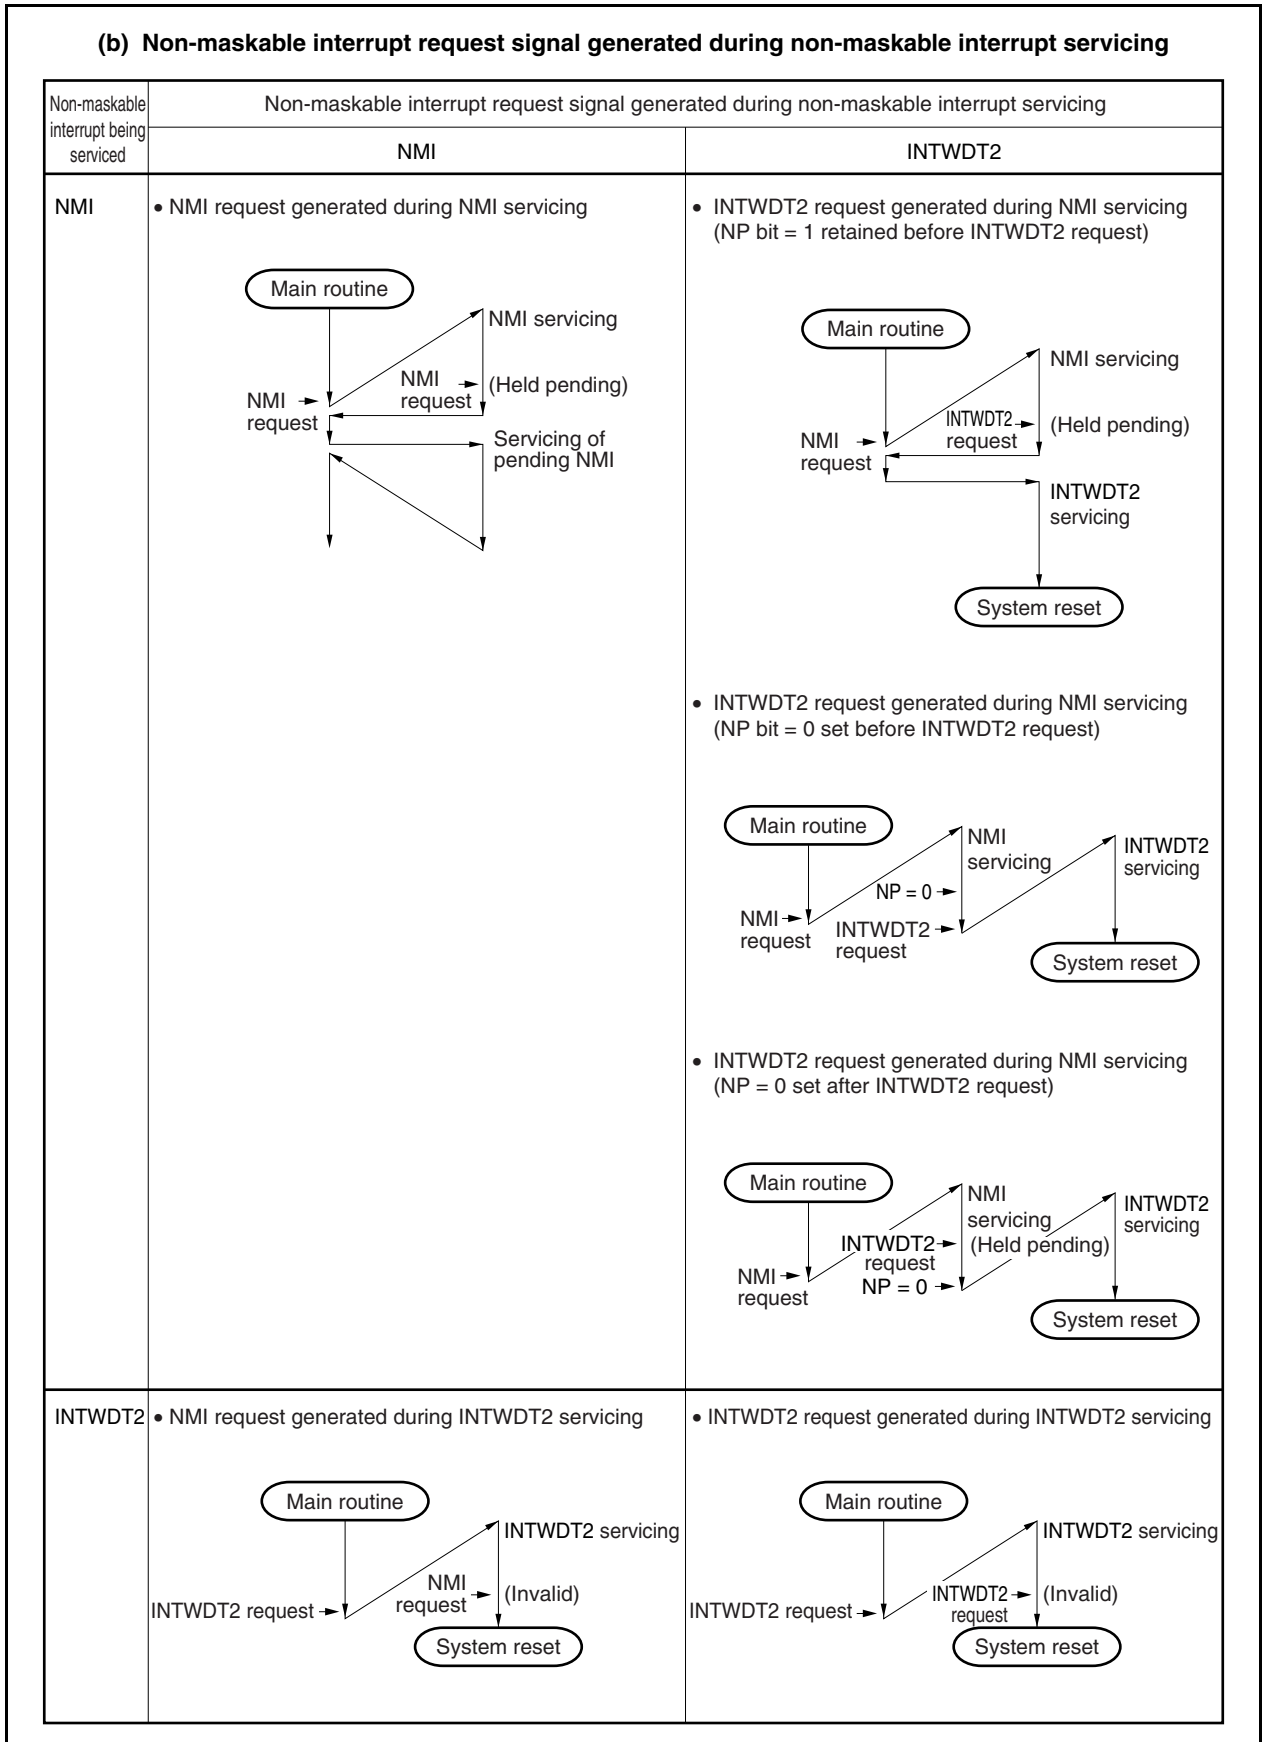 (b) Non-maskable interrupt request signal generated during non-maskable interrupt servicing
Non-maskable
interrupt being
serviced
Non-maskable interrupt request signal generated during non-maskable interrupt servicing
NMI
INTWDT2
NMI
• NMI request generated during NMI servicing
Main routine
NMI servicing
NMI
request
(Held pending)
NMI
request
Servicing of
pending NMI
• INTWDT2 request generated during NMI servicing
(NP bit = 1 retained before INTWDT2 request)
Main routine
NMI servicing
INTWDT2
request
(Held pending)
NMI
request
INTWDT2
servicing
System reset
• INTWDT2 request generated during NMI servicing
(NP bit = 0 set before INTWDT2 request)
Main routine
NMI
servicing
INTWDT2
servicing
NP = 0
NMI
request
INTWDT2
request
System reset
• INTWDT2 request generated during NMI servicing
(NP = 0 set after INTWDT2 request)
Main routine
NMI
servicing
INTWDT2
servicing
INTWDT2
request
(Held pending)
NMI
request
NP = 0
System reset
INTWDT2
• NMI request generated during INTWDT2 servicing
Main routine
INTWDT2 servicing
NMI
request
(Invalid)
INTWDT2 request
System reset
• INTWDT2 request generated during INTWDT2 servicing
Main routine
INTWDT2 servicing
INTWDT2
request
(Invalid)
INTWDT2 request
System reset